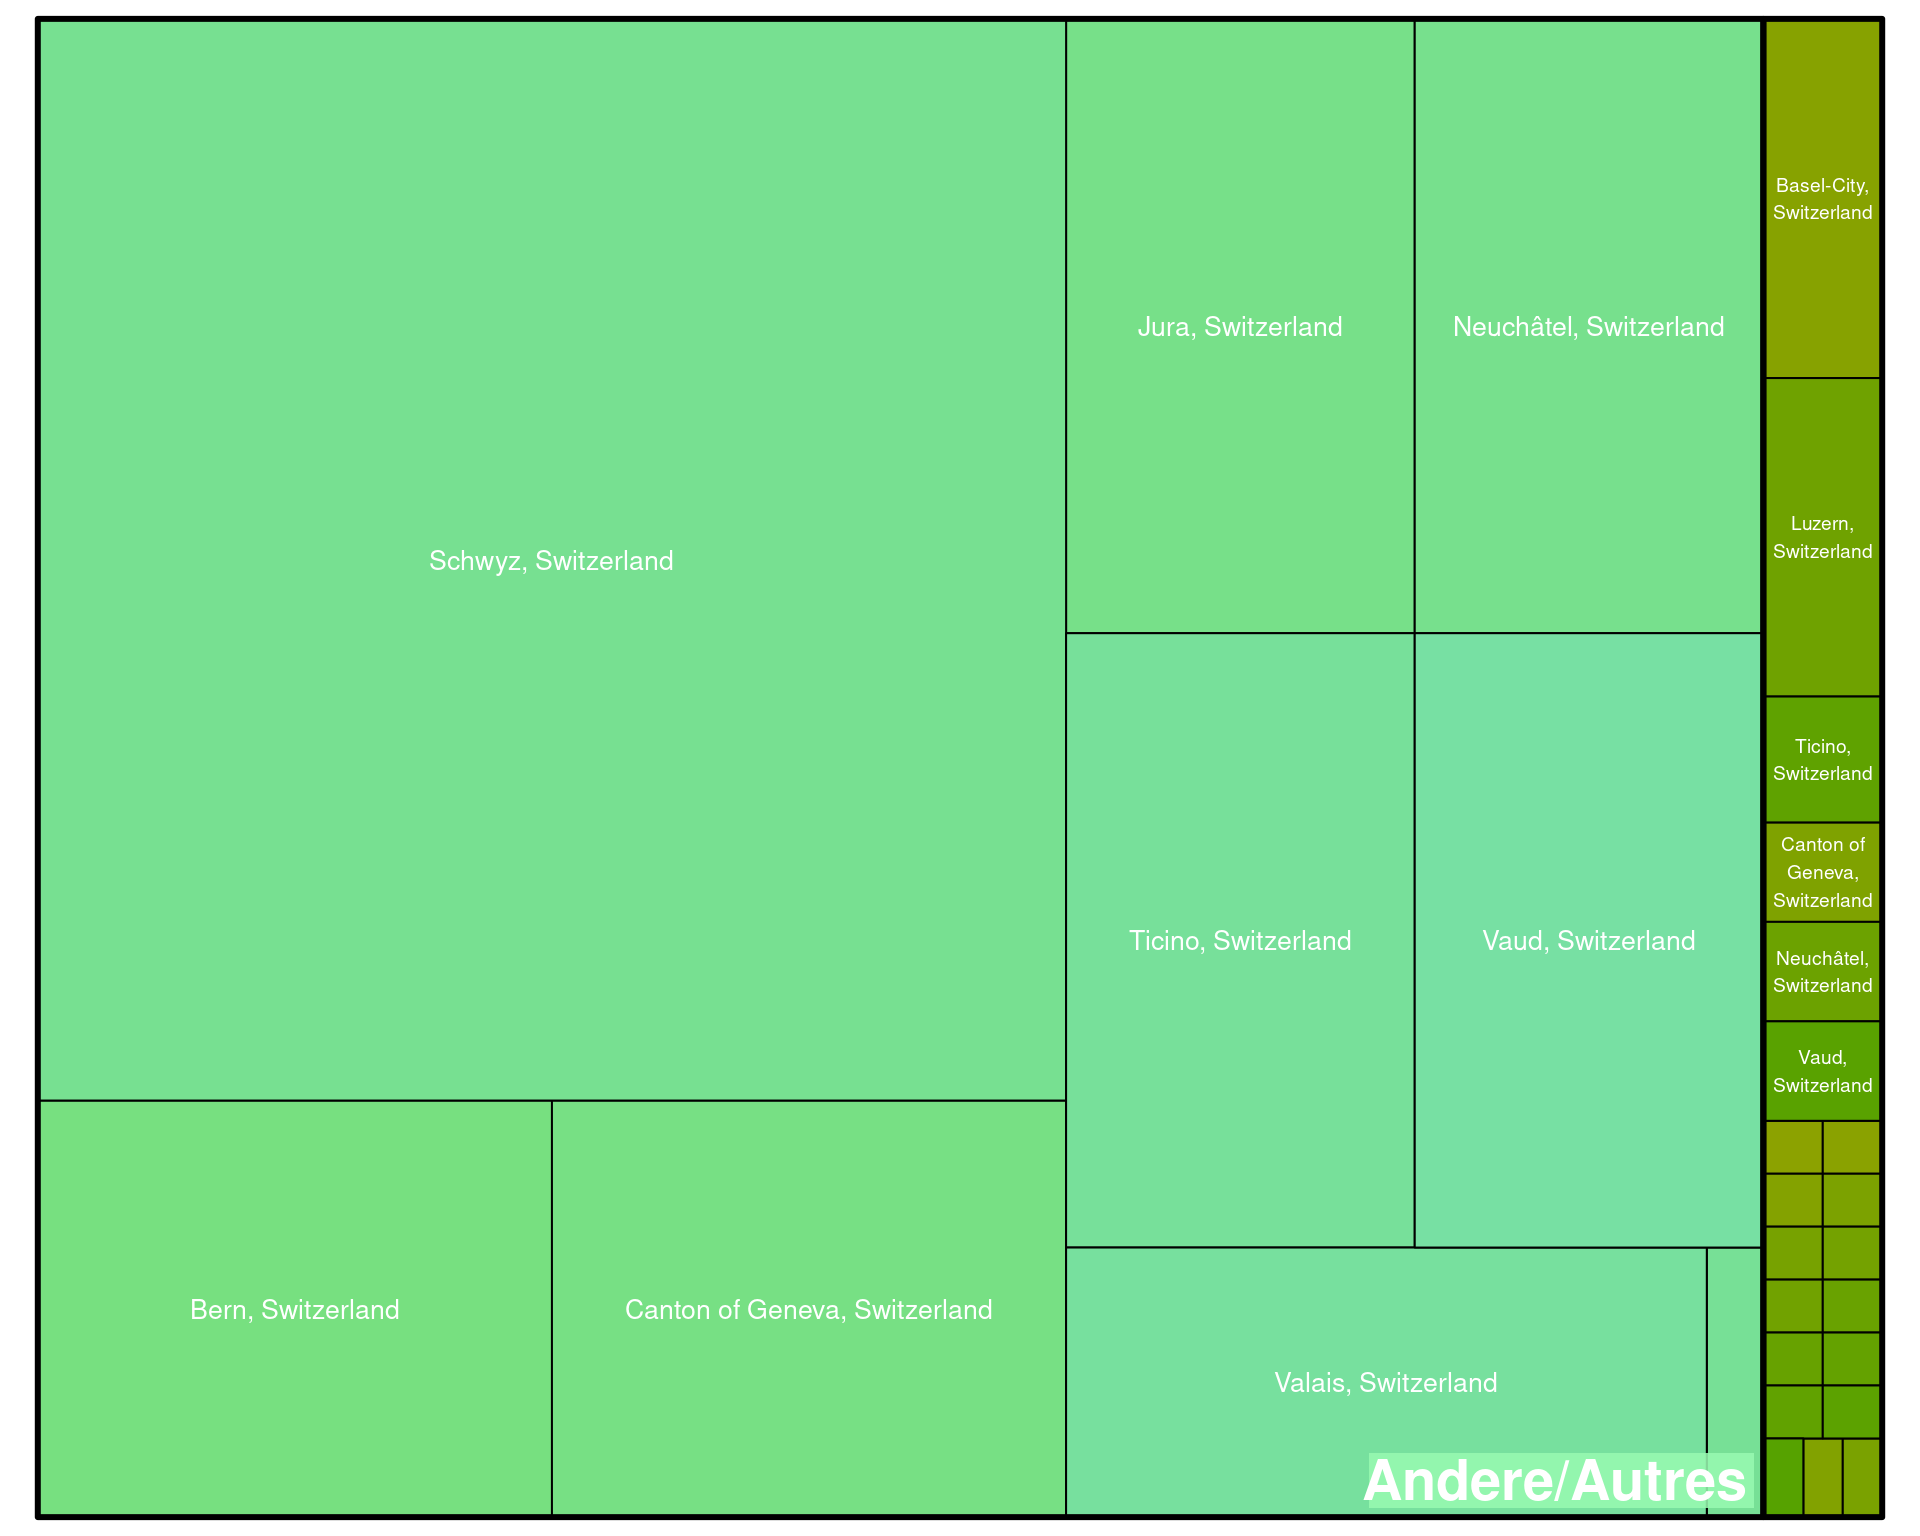 Schwyz, Switzerland
Jura, Switzerland
Neuchâtel, Switzerland
Ticino, Switzerland
Vaud, Switzerland
Bern, Switzerland
Canton of Geneva, Switzerland
Valais, Switzerland
Andere/Autres
Basel-City,
Switzerland
Luzern,
Switzerland
Ticino,
Switzerland
Canton of
Geneva,
Switzerland
Neuchâtel,
Switzerland
Vaud,
Switzerland